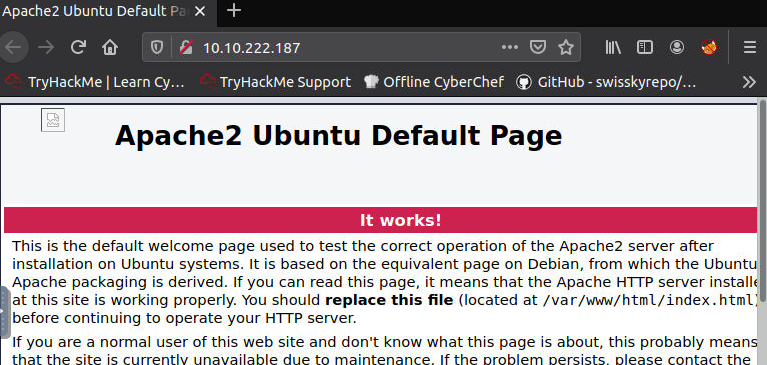 Apache2 Ubuntu Default Pa
10.10.222.187
TryHackMe | Learn Cy…
TryHackMe Support
Offline CyberChef
GitHub - swisskyrepo/…
Apache2 Ubuntu Default Page
It works!
This is the default welcome page used to test the correct operation of the Apache2 server after
installation on Ubuntu systems. It is based on the equivalent page on Debian, from which the Ubuntu
Apache packaging is derived. If you can read this page, it means that the Apache HTTP server installe
at this site is working properly. You should replace this file (located at /var/www/html/index.html)
before continuing to operate your HTTP server.
If you are a normal user of this web site and don't know what this page is about, this probably means
that the site is currently unavailable due to maintenance. If the problem persists, please contact the